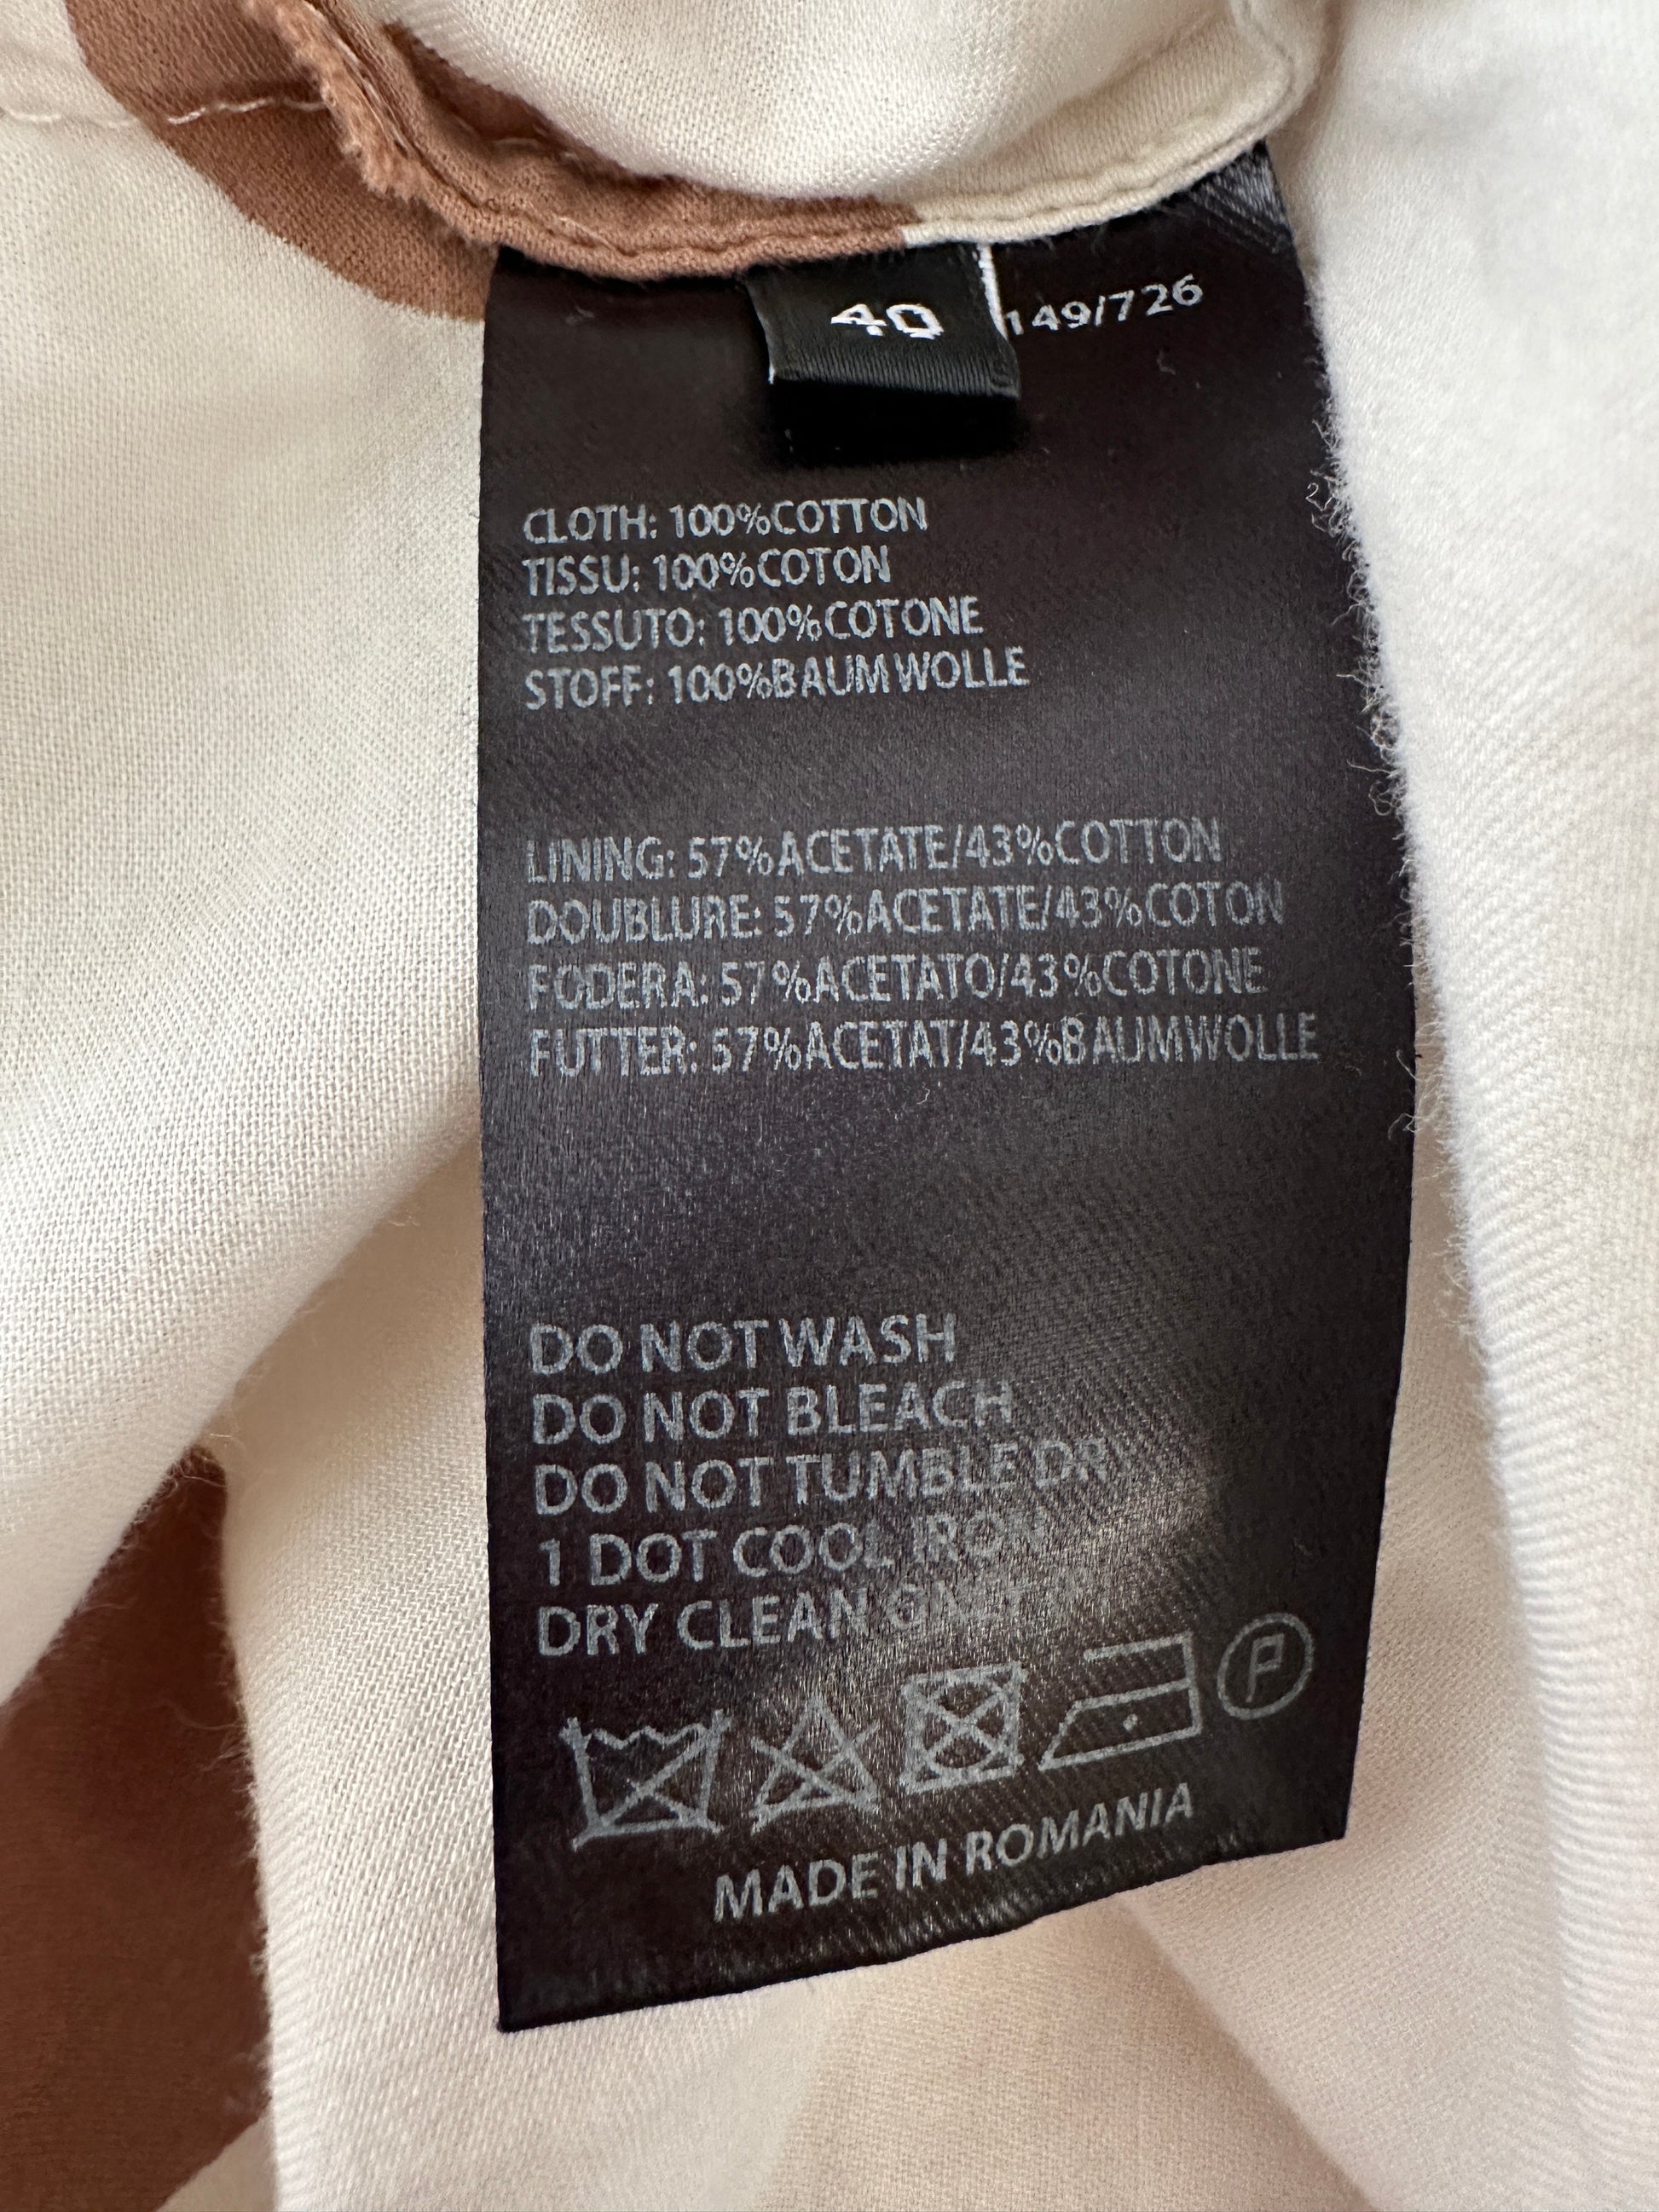 40
149/726
CLOTH: 100%COTTON
TISSU: 100%COTON
TESSUTO: 100%COTONE
STOFF: 100%BAUMWOLLE
LINING: 57%ACETATE/43%COTTON
DOUBLURE: 57%ACETATE/43%COTON
FODERA: 57%ACETATO/43%COTONE
FUTTER: 57%ACETAT/43%BAUMWOLLE
DO NOT WASH
DO NOT BLEACH
DO NOT TUMBLE DRY
1 DOT COOL IRON
DRY CLEAN ONLY
P
MADE IN ROMANIA